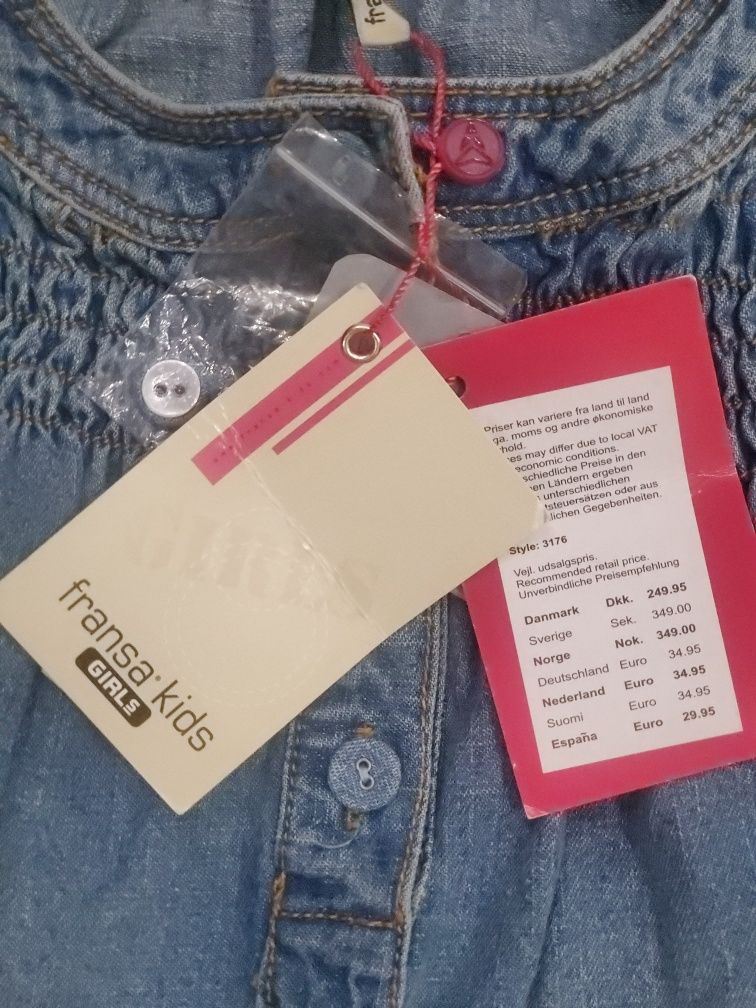 fra
fransa® kids
GIRLS
Priser kan variere fra land til land
ga. moms og andre økonomiske
hold.
es may differ due to local VAT
economic conditions.
schiedliche Preise in den
en Ländern ergeben
unterschiedlichen
tsteuersätzen oder aus
lichen Gegebenheiten.
Style: 3176
Vejl. udsalgspris.
Recommended retail price.
Unverbindliche Preisempfehlung
Danmark Dkk. 249.95
Sverige Sek. 349.00
Norge Nok. 349.00
Deutschland Euro 34.95
Nederland Euro 34.95
Suomi Euro 34.95
España Euro 29.95